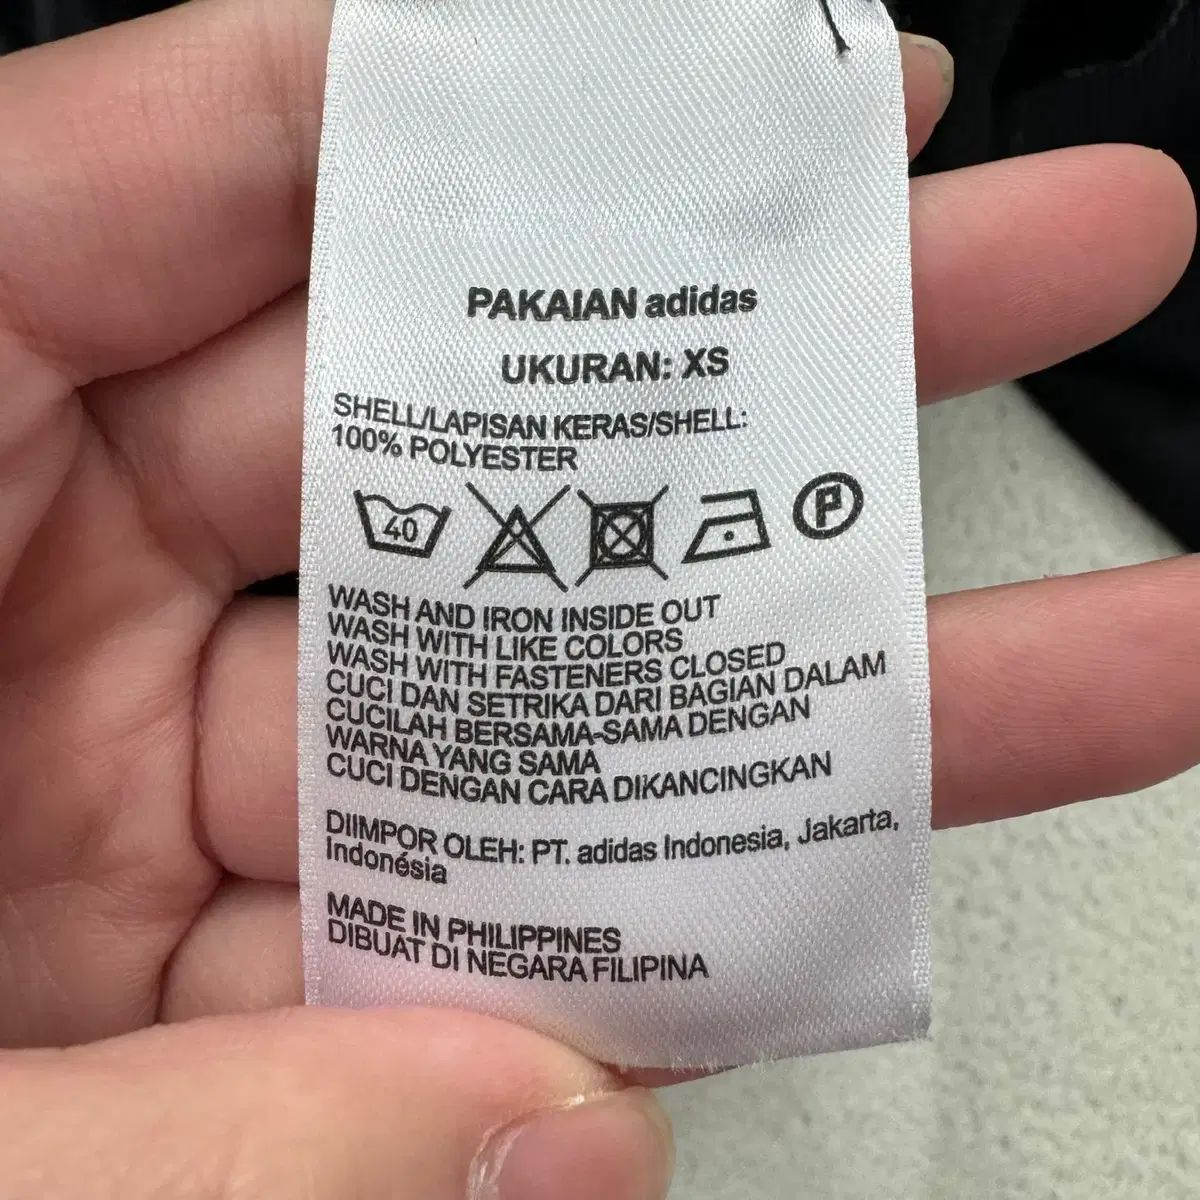 PAKAIAN adidas
UKURAN: XS
SHELL/LAPISAN KERAS/SHELL:
100% POLYESTER
40 P
WASH AND IRON INSIDE OUT
WASH WITH LIKE COLORS
WASH WITH FASTENERS CLOSED
CUCI DAN SETRIKA DARI BAGIAN DALAM
CUCILAH BERSAMA-SAMA DENGAN
WARNA YANG SAMA
CUCI DENGAN CARA DIKANCINGKAN
DIIMPOR OLEH: PT. adidas Indonesia, Jakarta,
Indonésia
MADE IN PHILIPPINES
DIBUAT DI NEGARA FILIPINA